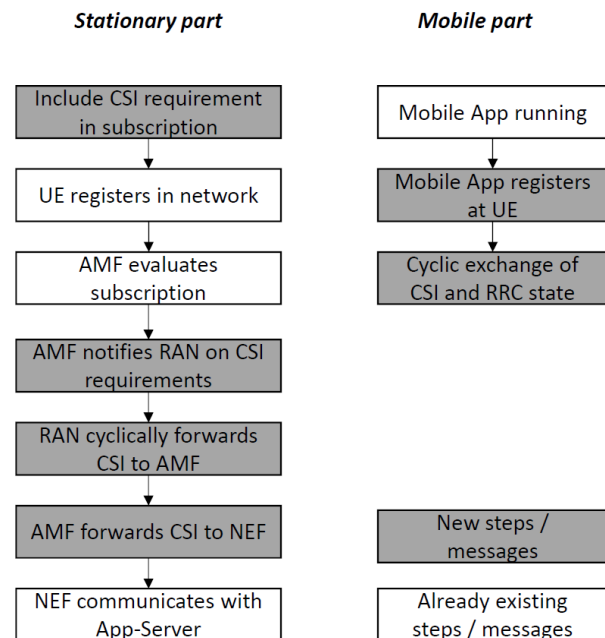 Stationary part
Include CSI requirement
in subscription
UE registers in network
AMF evaluates
subscription
AMF notifies RAN on CSI
requirements
RAN cyclically forwards
CSI to AMF
AMF forwards CSI to NEF
NEF communicates with
App-Server
Mobile part
Mobile App running
Mobile App registers
at UE
Cyclic exchange of
CSI and RRC state
New steps /
messages
Already existing
steps / messages